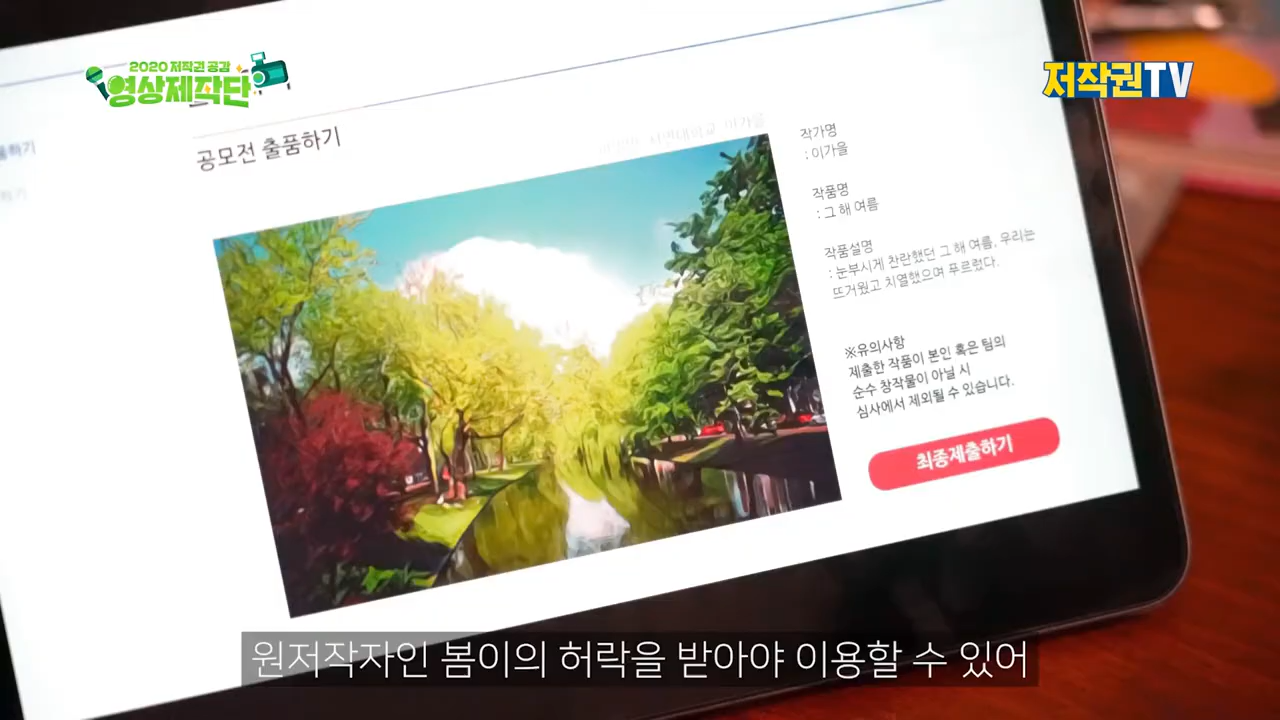 2020 저작권 공감
영상제작단
저작권TV
공모전 출품하기
작가명
: 이가을
작품명
: 그 해 여름
작품설명
: 눈부시게 찬란했던 그 해 여름, 우리는
뜨거웠고 치열했으며 푸르렀다.
※유의사항
제출한 작품이 본인 혹은 팀의
순수 창작물이 아닐 시
심사에서 제외될 수 있습니다.
최종제출하기
원저작자인 봄이의 허락을 받아야 이용할 수 있어